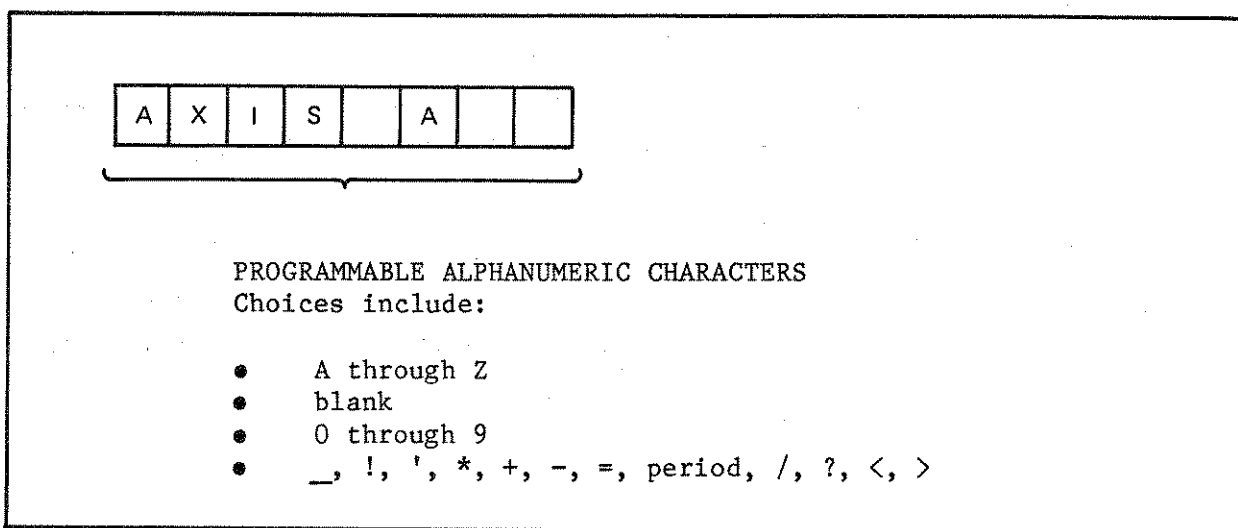 A X I S A
PROGRAMMABLE ALPHANUMERIC CHARACTERS
Choices include:
● A through Z
● blank
● 0 through 9
● _, !, ', *, +, -, =, period, /, ?, <, >